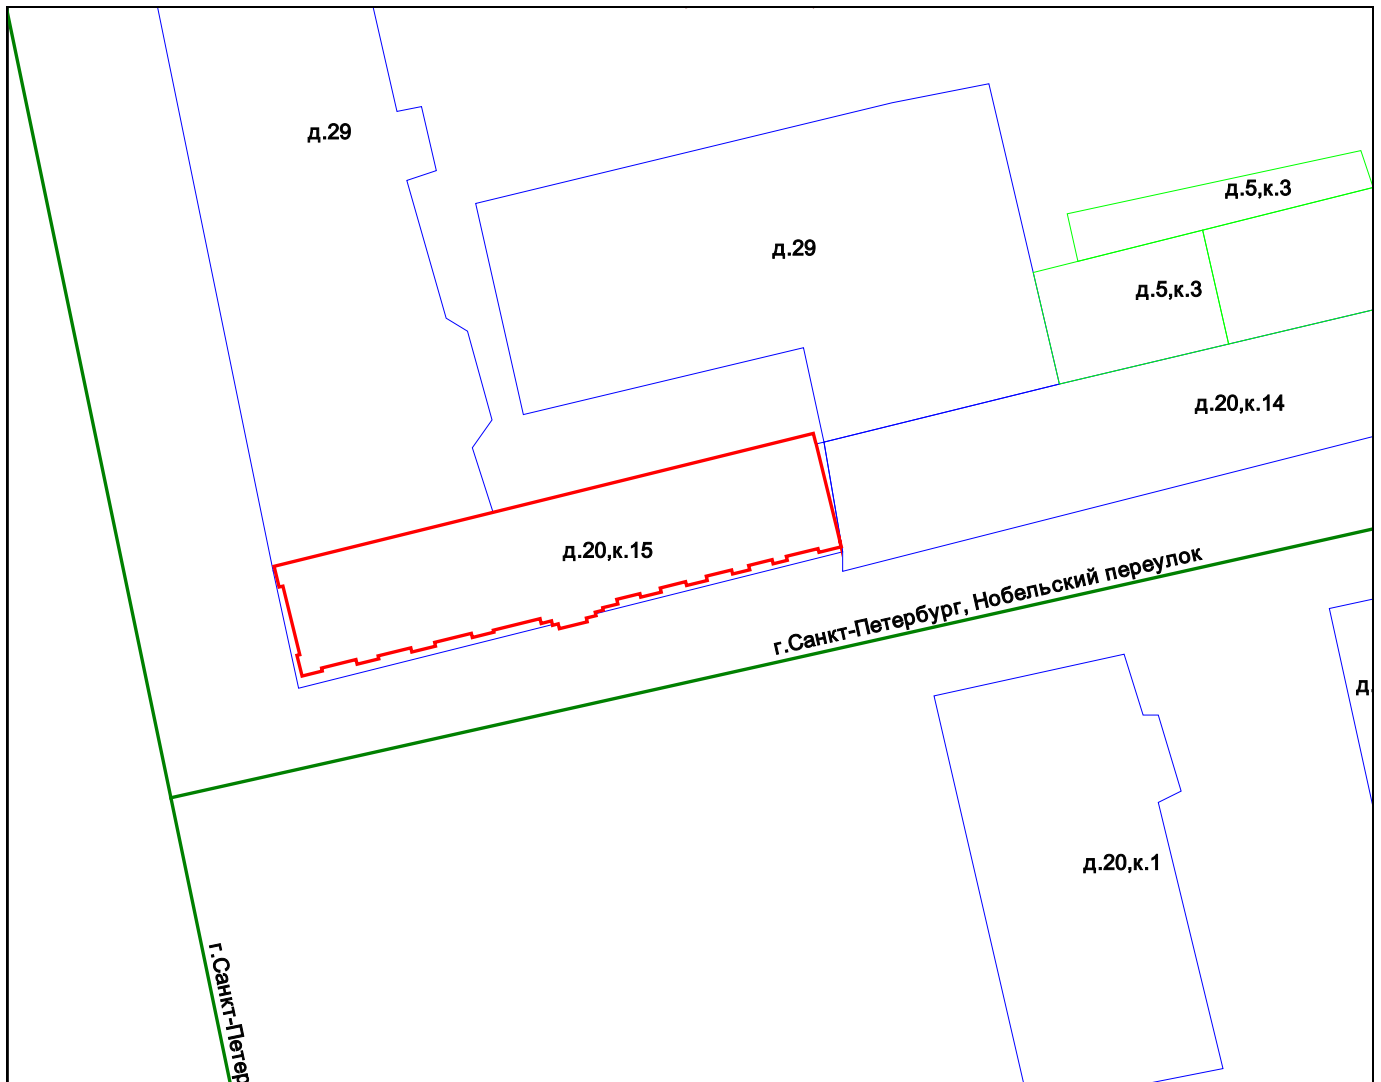 д.29
д.5,к.3
д.29
д.5,к.3
д.20,к.14
д.20,к.15
г.Санкт-Петербург, Нобельский переулок
д.
д.20,к.1
г.Санкт-Петер